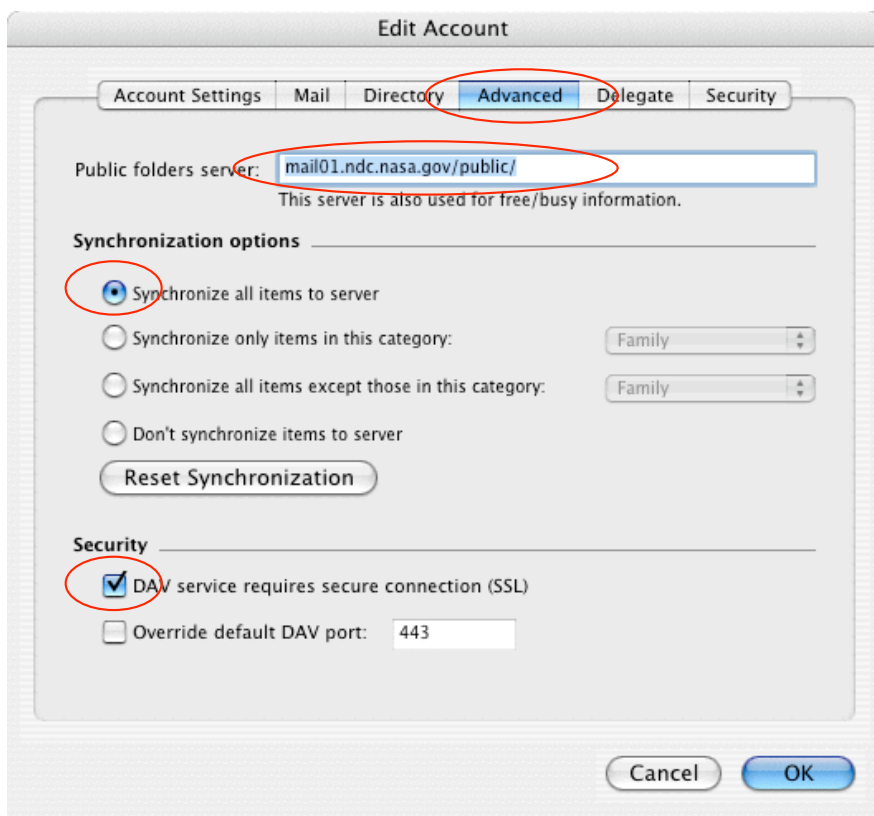 Edit Account
Account Settings Mail Directory Advanced Delegate Security
Public folders server: mail01.ndc.nasa.gov/public/
This server is also used for free/busy information.
Synchronization options
Synchronize all items to server
Synchronize only items in this category: Family
Synchronize all items except those in this category: Family
Don't synchronize items to server
Reset Synchronization
Security
DAV service requires secure connection (SSL)
Override default DAV port: 443
Cancel OK